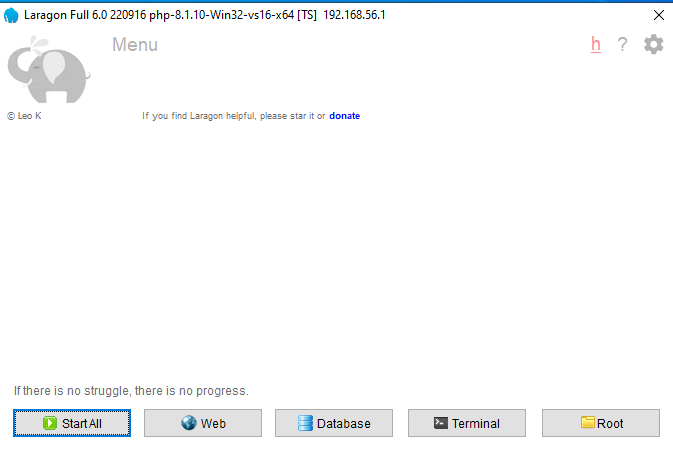 Laragon Full 6.0 220916 php-8.1.10-Win32-vs16-x64 [TS] 192.168.56.1
Menu h ?
© Leo K If you find Laragon helpful, please star it or donate
If there is no struggle, there is no progress.
Start All Web Database Terminal Root